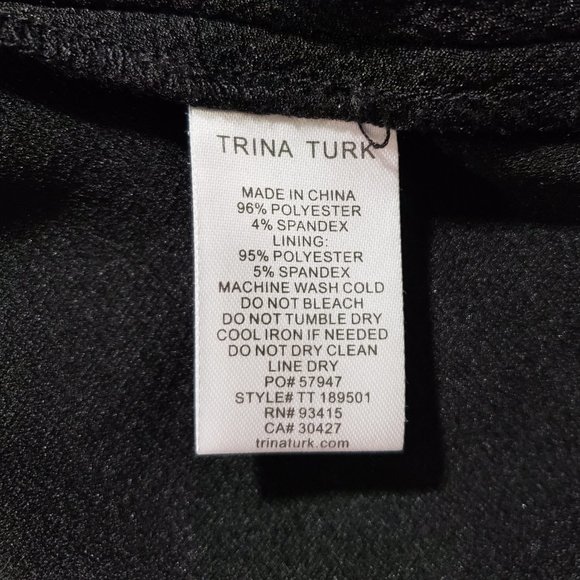 TRINA TURK
MADE IN CHINA
96% POLYESTER
4% SPANDEX
LINING:
95% POLYESTER
5% SPANDEX
MACHINE WASH COLD
DO NOT BLEACH
DO NOT TUMBLE DRY
COOL IRON IF NEEDED
DO NOT DRY CLEAN
LINE DRY
PO# 57947
STYLE# TT 189501
RN# 93415
CA# 30427
trinaturk.com